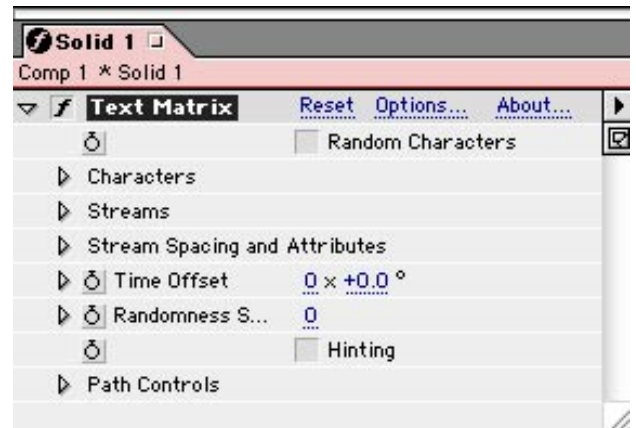 Solid 1
Comp 1 * Solid 1
Text Matrix Reset Options... About...
Random Characters
Characters
Streams
Stream Spacing and Attributes
Time Offset 0 x +0.0 °
Randomness S... 0
Hinting
Path Controls